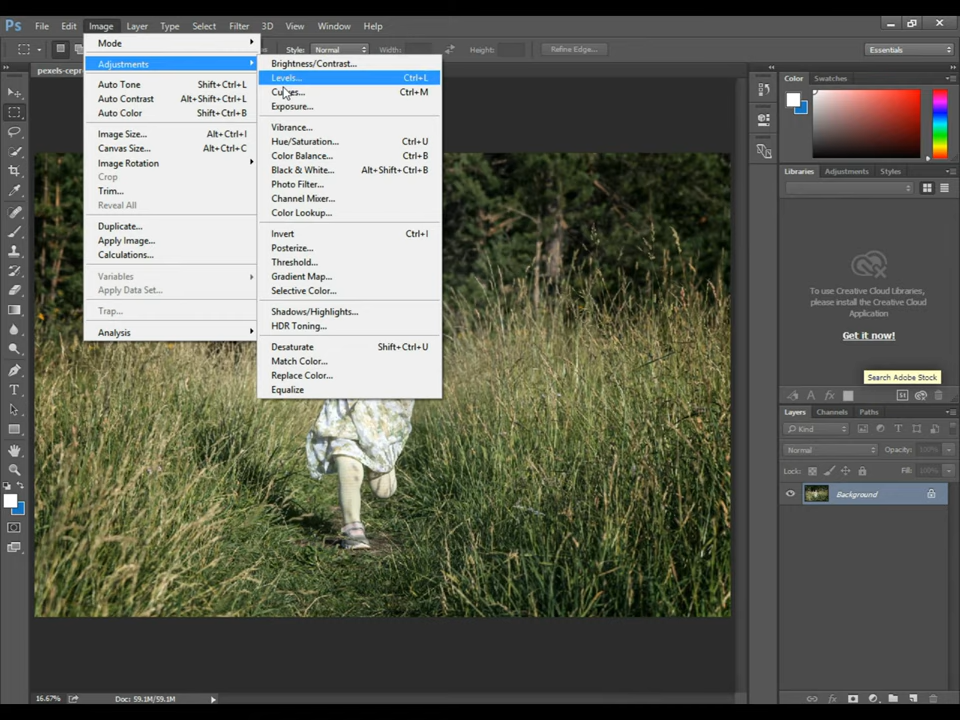 Ps File Edit Image Layer Type Select Filter 3D View Window Help
Style: Normal Width: Height: Refine Edge... Essentials
pexels-cepr
Mode
Adjustments
Auto Tone Shift+Ctrl+L
Auto Contrast Alt+Shift+Ctrl+L
Auto Color Shift+Ctrl+B
Image Size... Alt+Ctrl+I
Canvas Size... Alt+Ctrl+C
Image Rotation
Crop
Trim...
Reveal All
Duplicate...
Apply Image...
Calculations...
Variables
Apply Data Set...
Trap...
Analysis
Brightness/Contrast...
Levels... Ctrl+L
Curves... Ctrl+M
Exposure...
Vibrance...
Hue/Saturation... Ctrl+U
Color Balance... Ctrl+B
Black & White... Alt+Shift+Ctrl+B
Photo Filter...
Channel Mixer...
Color Lookup...
Invert Ctrl+I
Posterize...
Threshold...
Gradient Map...
Selective Color...
Shadows/Highlights...
HDR Toning...
Desaturate Shift+Ctrl+U
Match Color...
Replace Color...
Equalize
Color Swatches
Libraries Adjustments Styles
To use Creative Cloud Libraries,
please install the Creative Cloud
Application
Get it now!
Search Adobe Stock
St
Layers Channels Paths
Kind
Normal Opacity: 100%
Lock: Fill: 100%
Background
16.67% Doc: 59.1M/59.1M